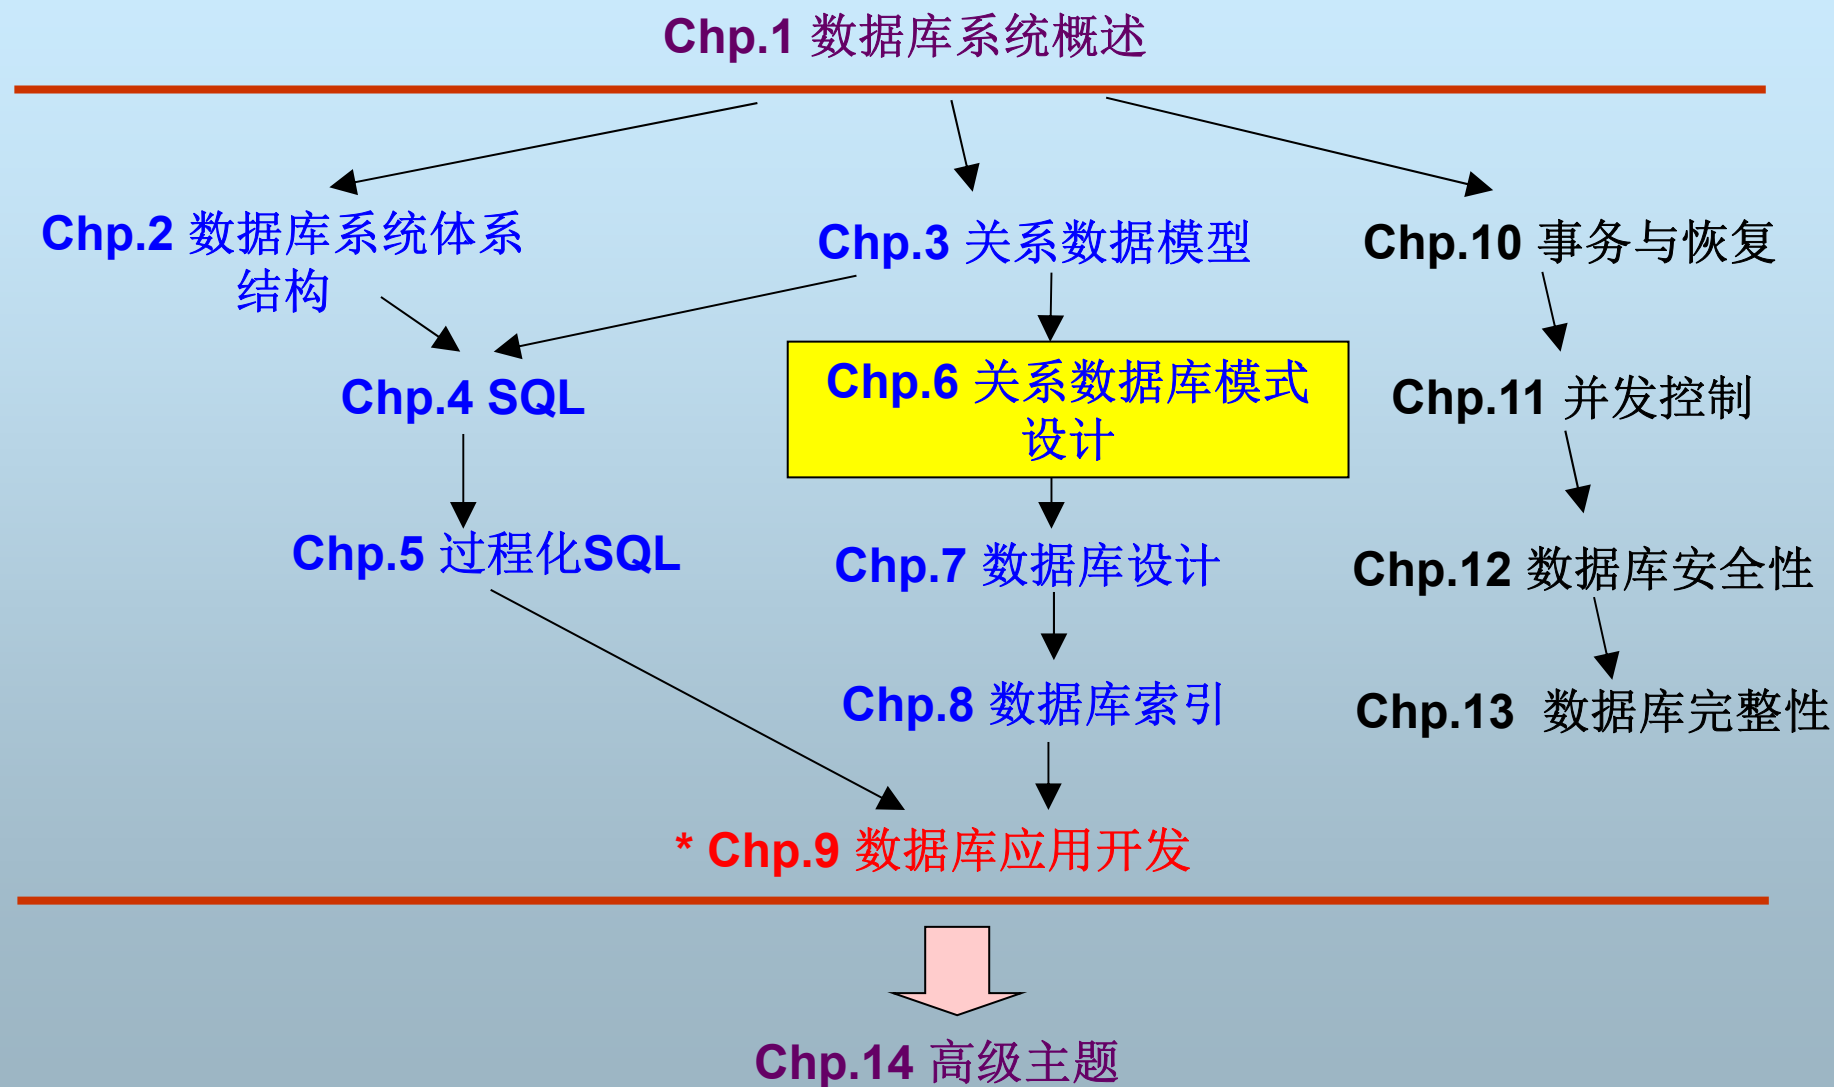 Chp.1 数据库系统概述
Chp.2 数据库系统体系
结构
Chp.3 关系数据模型
Chp.10 事务与恢复
Chp.4 SQL
Chp.6 关系数据库模式
设计
Chp.11 并发控制
Chp.5 过程化SQL
Chp.7 数据库设计
Chp.12 数据库安全性
Chp.8 数据库索引
Chp.13 数据库完整性
* Chp.9 数据库应用开发
Chp.14 高级主题